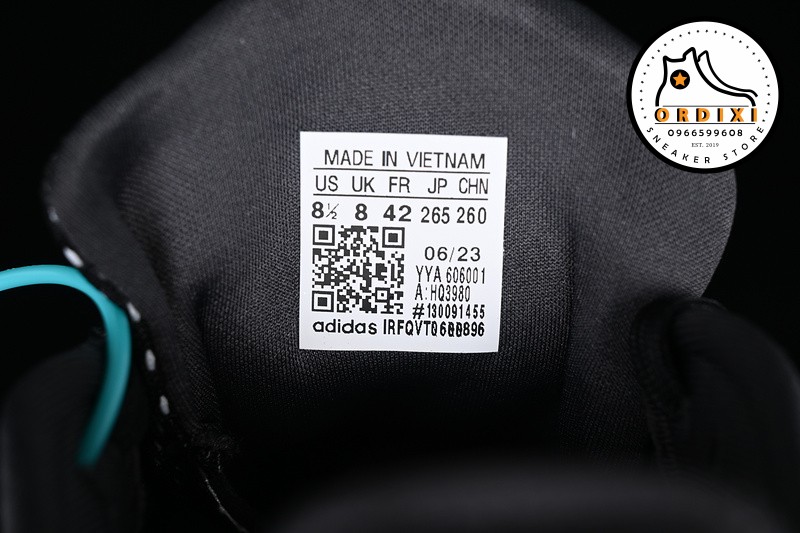 MADE IN VIETNAM
US UK FR JP CHN
8½ 8 42 265 260
06/23
YYA 606001
A: HQ3980
#130091455
adidas
ORDIXI
0966599608
EST. 2019
SNEAKER STORE